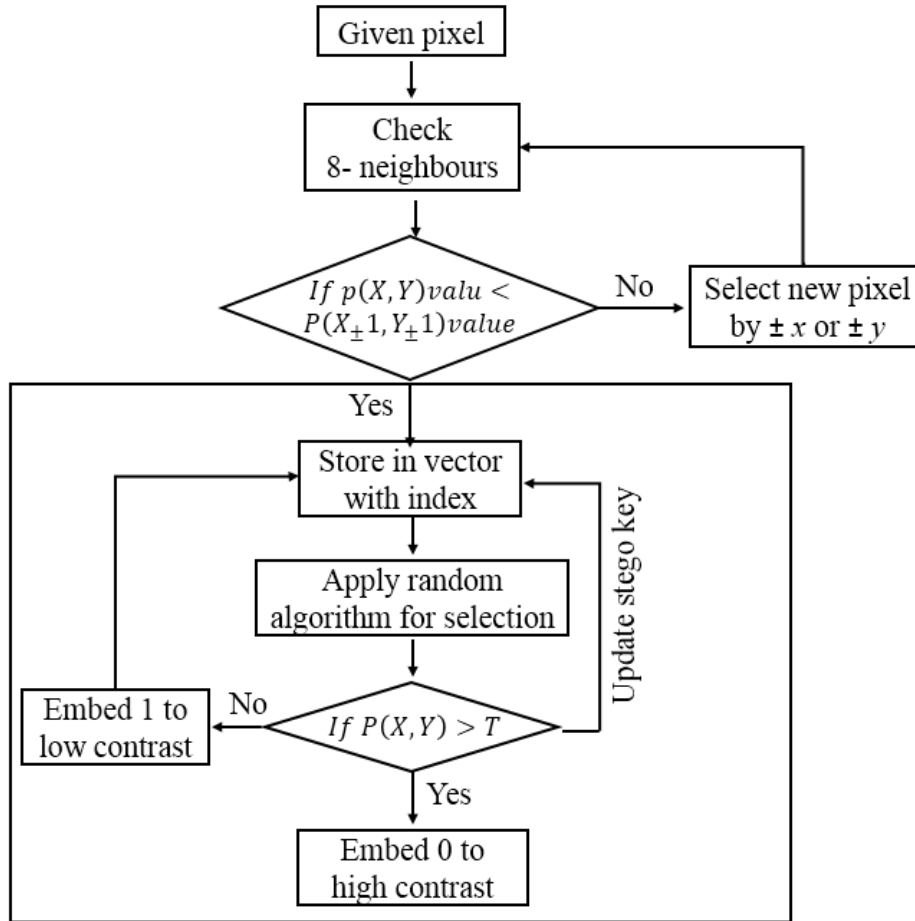 Given pixel
Check
8- neighbours
If p(X,Y)valu <
P(X±1,Y±1)value
No
Select new pixel
by ± x or ± y
Yes
Store in vector
with index
Update stego key
Apply random
algorithm for selection
If P(X,Y) > T
No
Embed 1 to
low contrast
Yes
Embed 0 to
high contrast